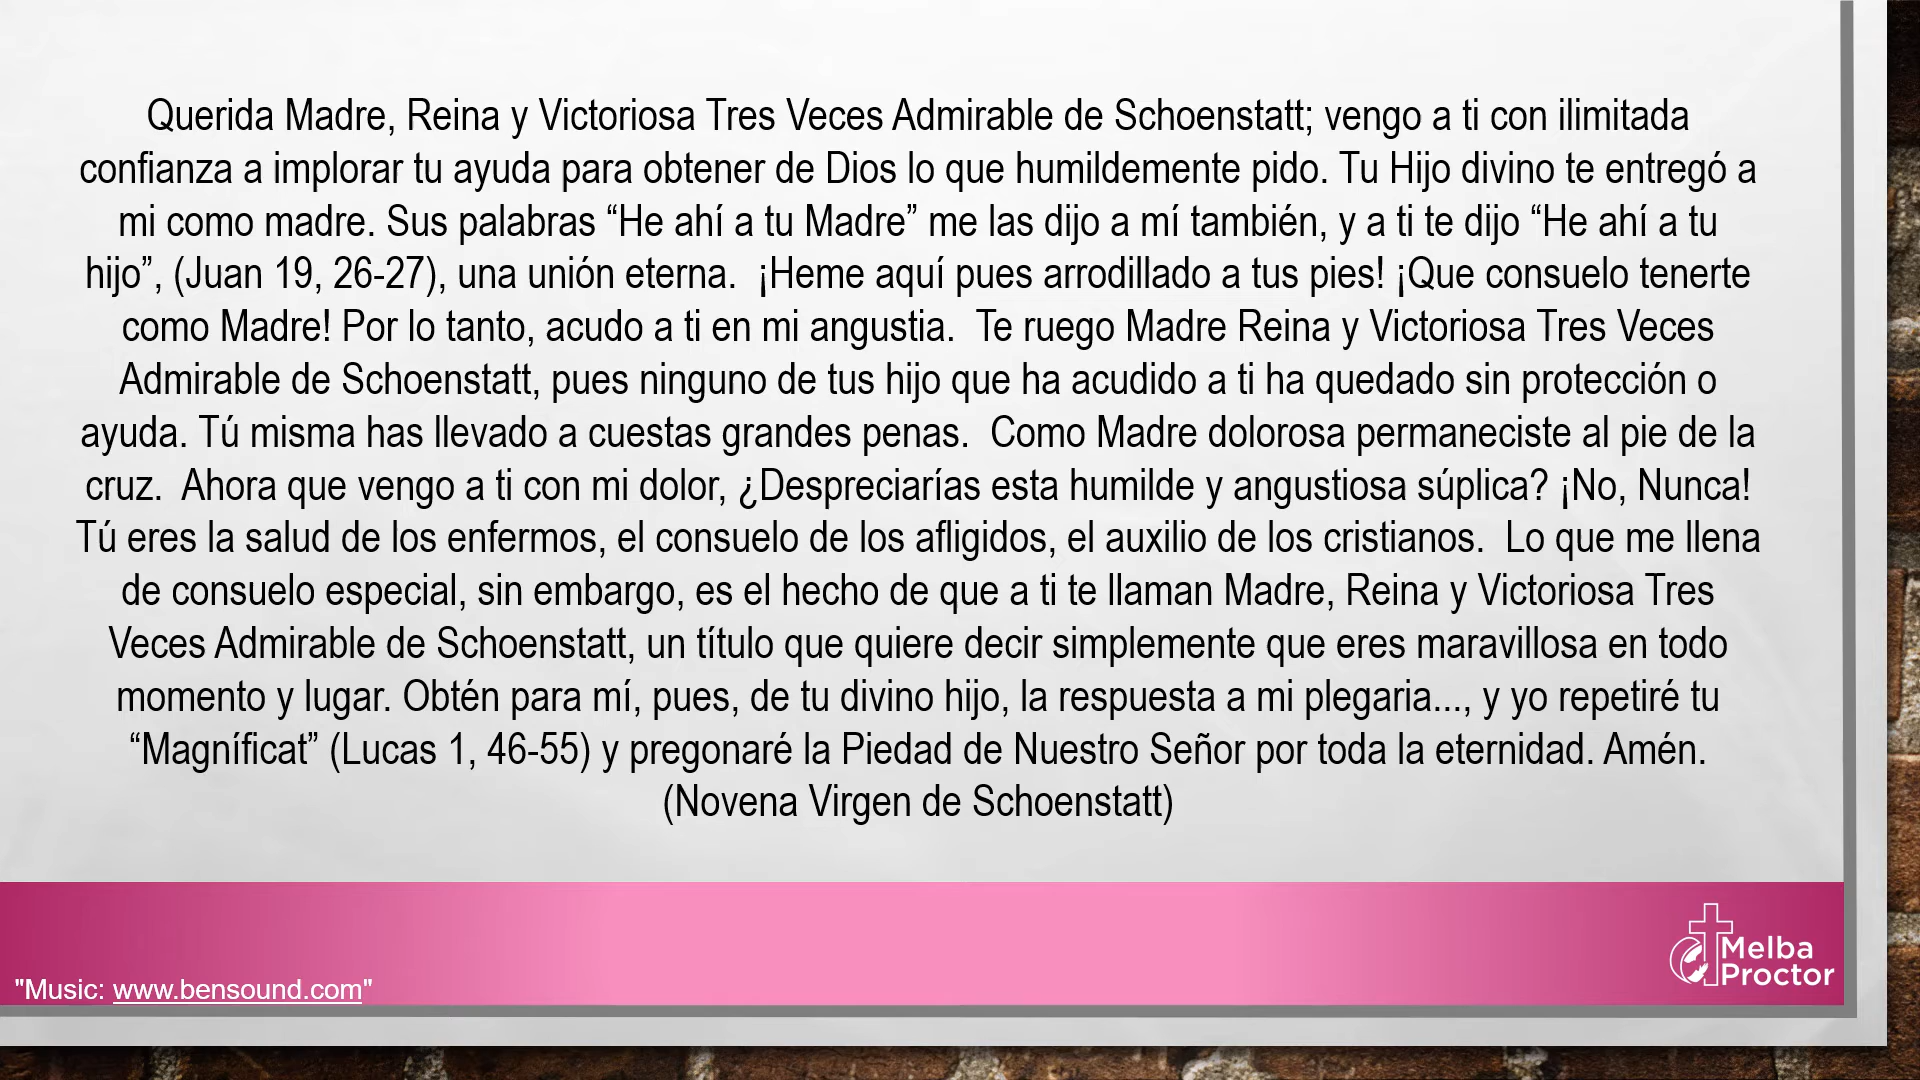 Querida Madre, Reina y Victoriosa Tres Veces Admirable de Schoenstatt; vengo a ti con ilimitada
confianza a implorar tu ayuda para obtener de Dios lo que humildemente pido. Tu Hijo divino te entregó a
mi como madre. Sus palabras “He ahí a tu Madre” me las dijo a mí también, y a ti te dijo “He ahí a tu
hijo”, (Juan 19, 26-27), una unión eterna.  ¡Heme aquí pues arrodillado a tus pies! ¡Que consuelo tenerte
como Madre! Por lo tanto, acudo a ti en mi angustia.  Te ruego Madre Reina y Victoriosa Tres Veces
Admirable de Schoenstatt, pues ninguno de tus hijo que ha acudido a ti ha quedado sin protección o
ayuda. Tú misma has llevado a cuestas grandes penas.  Como Madre dolorosa permaneciste al pie de la
cruz.  Ahora que vengo a ti con mi dolor, ¿Despreciarías esta humilde y angustiosa súplica? ¡No, Nunca!
Tú eres la salud de los enfermos, el consuelo de los afligidos, el auxilio de los cristianos.  Lo que me llena
de consuelo especial, sin embargo, es el hecho de que a ti te llaman Madre, Reina y Victoriosa Tres
Veces Admirable de Schoenstatt, un título que quiere decir simplemente que eres maravillosa en todo
momento y lugar. Obtén para mí, pues, de tu divino hijo, la respuesta a mi plegaria..., y yo repetiré tu
“Magníficat” (Lucas 1, 46-55) y pregonaré la Piedad de Nuestro Señor por toda la eternidad. Amén.
(Novena Virgen de Schoenstatt)
Melba
Proctor
"Music: www.bensound.com"